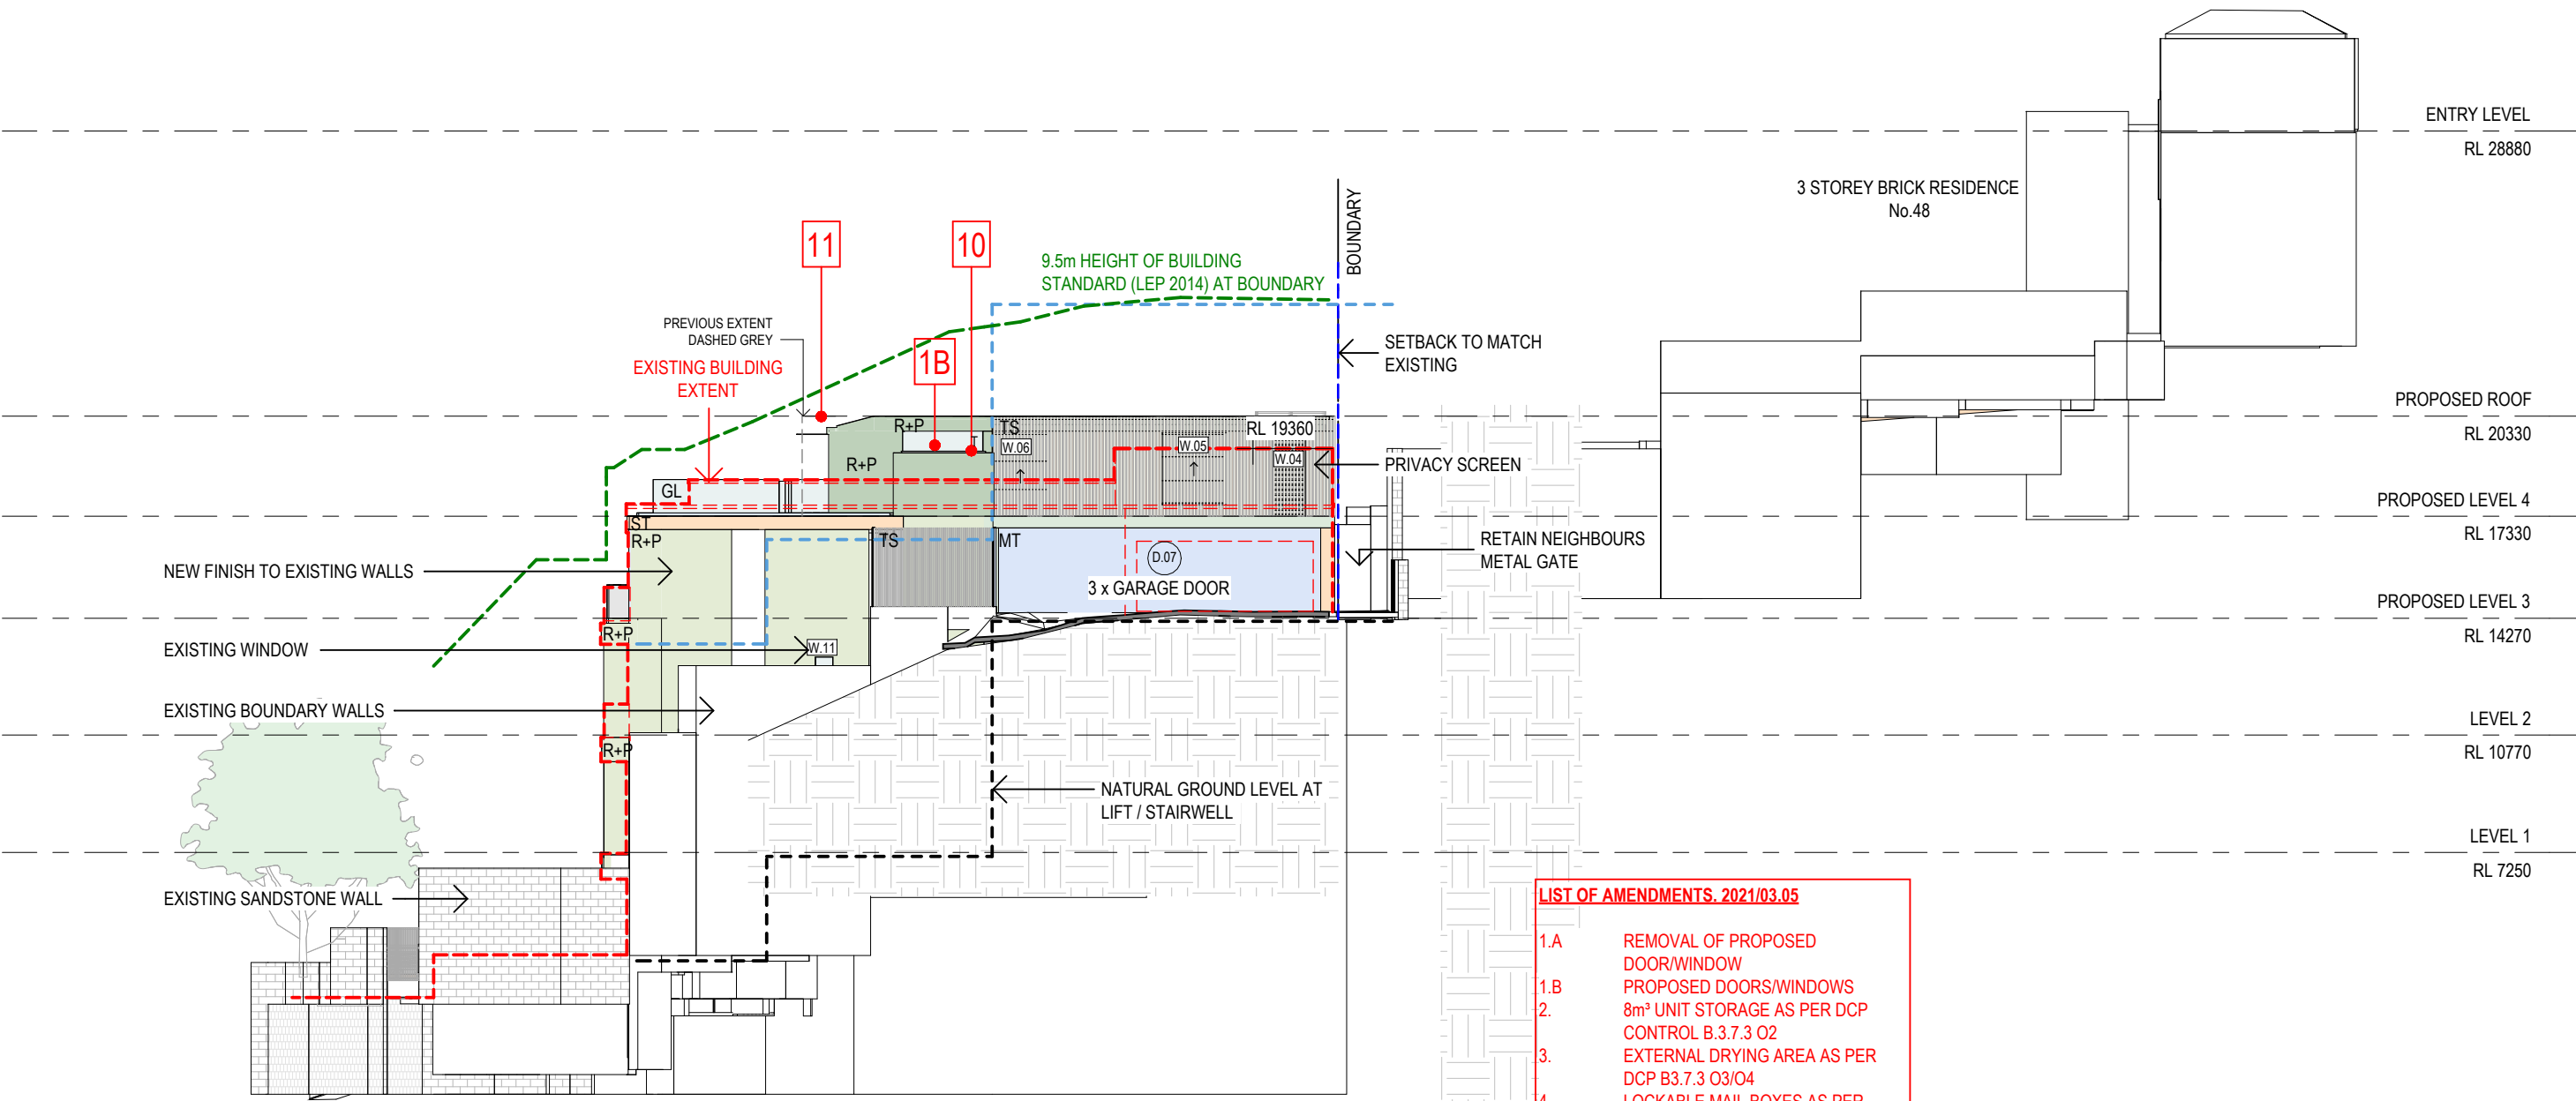 ENTRY LEVEL
RL 28880
3 STOREY BRICK RESIDENCE
No.48
BOUNDARY
11
10
9.5m HEIGHT OF BUILDING
STANDARD (LEP 2014) AT BOUNDARY
PREVIOUS EXTENT
DASHED GREY
EXISTING BUILDING
EXTENT
1B
SETBACK TO MATCH
EXISTING
PROPOSED ROOF
RL 20330
R+P
TS
RL 19360
T
W.06
W.05
W.04
R+P
PRIVACY SCREEN
GL
PROPOSED LEVEL 4
RL 17330
ST
R+P
TS
MT
D.07
3 x GARAGE DOOR
RETAIN NEIGHBOURS
METAL GATE
NEW FINISH TO EXISTING WALLS
PROPOSED LEVEL 3
RL 14270
R+P
EXISTING WINDOW
W.11
EXISTING BOUNDARY WALLS
LEVEL 2
RL 10770
R+P
NATURAL GROUND LEVEL AT
LIFT / STAIRWELL
LEVEL 1
RL 7250
EXISTING SANDSTONE WALL
LIST OF AMENDMENTS. 2021/03.05
1.A REMOVAL OF PROPOSED
DOOR/WINDOW
1.B PROPOSED DOORS/WINDOWS
2. 8m³ UNIT STORAGE AS PER DCP
CONTROL B.3.7.3 O2
3. EXTERNAL DRYING AREA AS PER
DCP B3.7.3 O3/O4
4. LOCKABLE MAIL BOXES AS PER